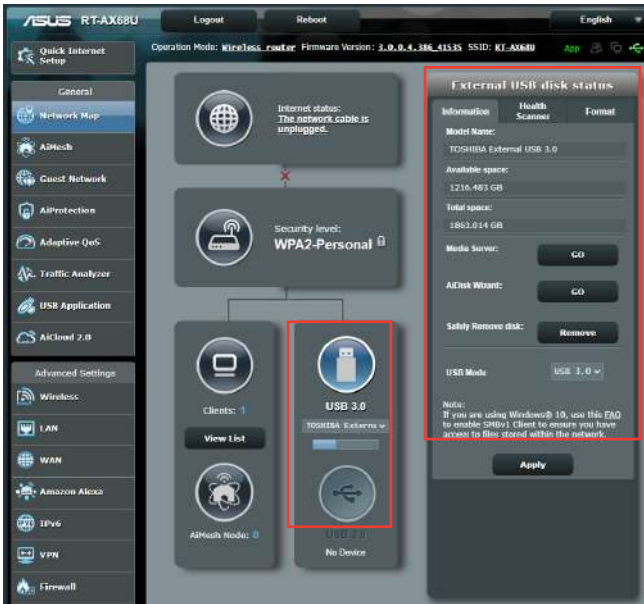 ASUS RT-AX68U
Logout
Reboot
English
Quick Internet
Setup
Operation Mode: Wireless router Firmware Version: 3.0.0.4.386_41535 SSID: RT-AX68U
App
General
Network Map
AiMesh
Guest Network
AiProtection
Adaptive QoS
Traffic Analyzer
USB Application
AiCloud 2.0
Advanced Settings
Wireless
LAN
WAN
Amazon Alexa
IPv6
VPN
Firewall
Internet status:
The network cable is
unplugged.
Security level:
WPA2-Personal
Clients: 1
View List
AiMesh Node: 0
USB 3.0
TOSHIBA Externa
USB 2.0
No Device
External USB disk status
Information
Health
Scanner
Format
Model Name:
TOSHIBA External USB 3.0
Available space:
1216.483 GB
Total space:
1863.014 GB
Media Server:
GO
AiDisk Wizard:
GO
Safely Remove disk:
Remove
USB Mode
USB 3.0
Note:
If you are using Windows® 10, use this FAQ
to enable SMBv1 Client to ensure you have
access to files stored within the network.
Apply